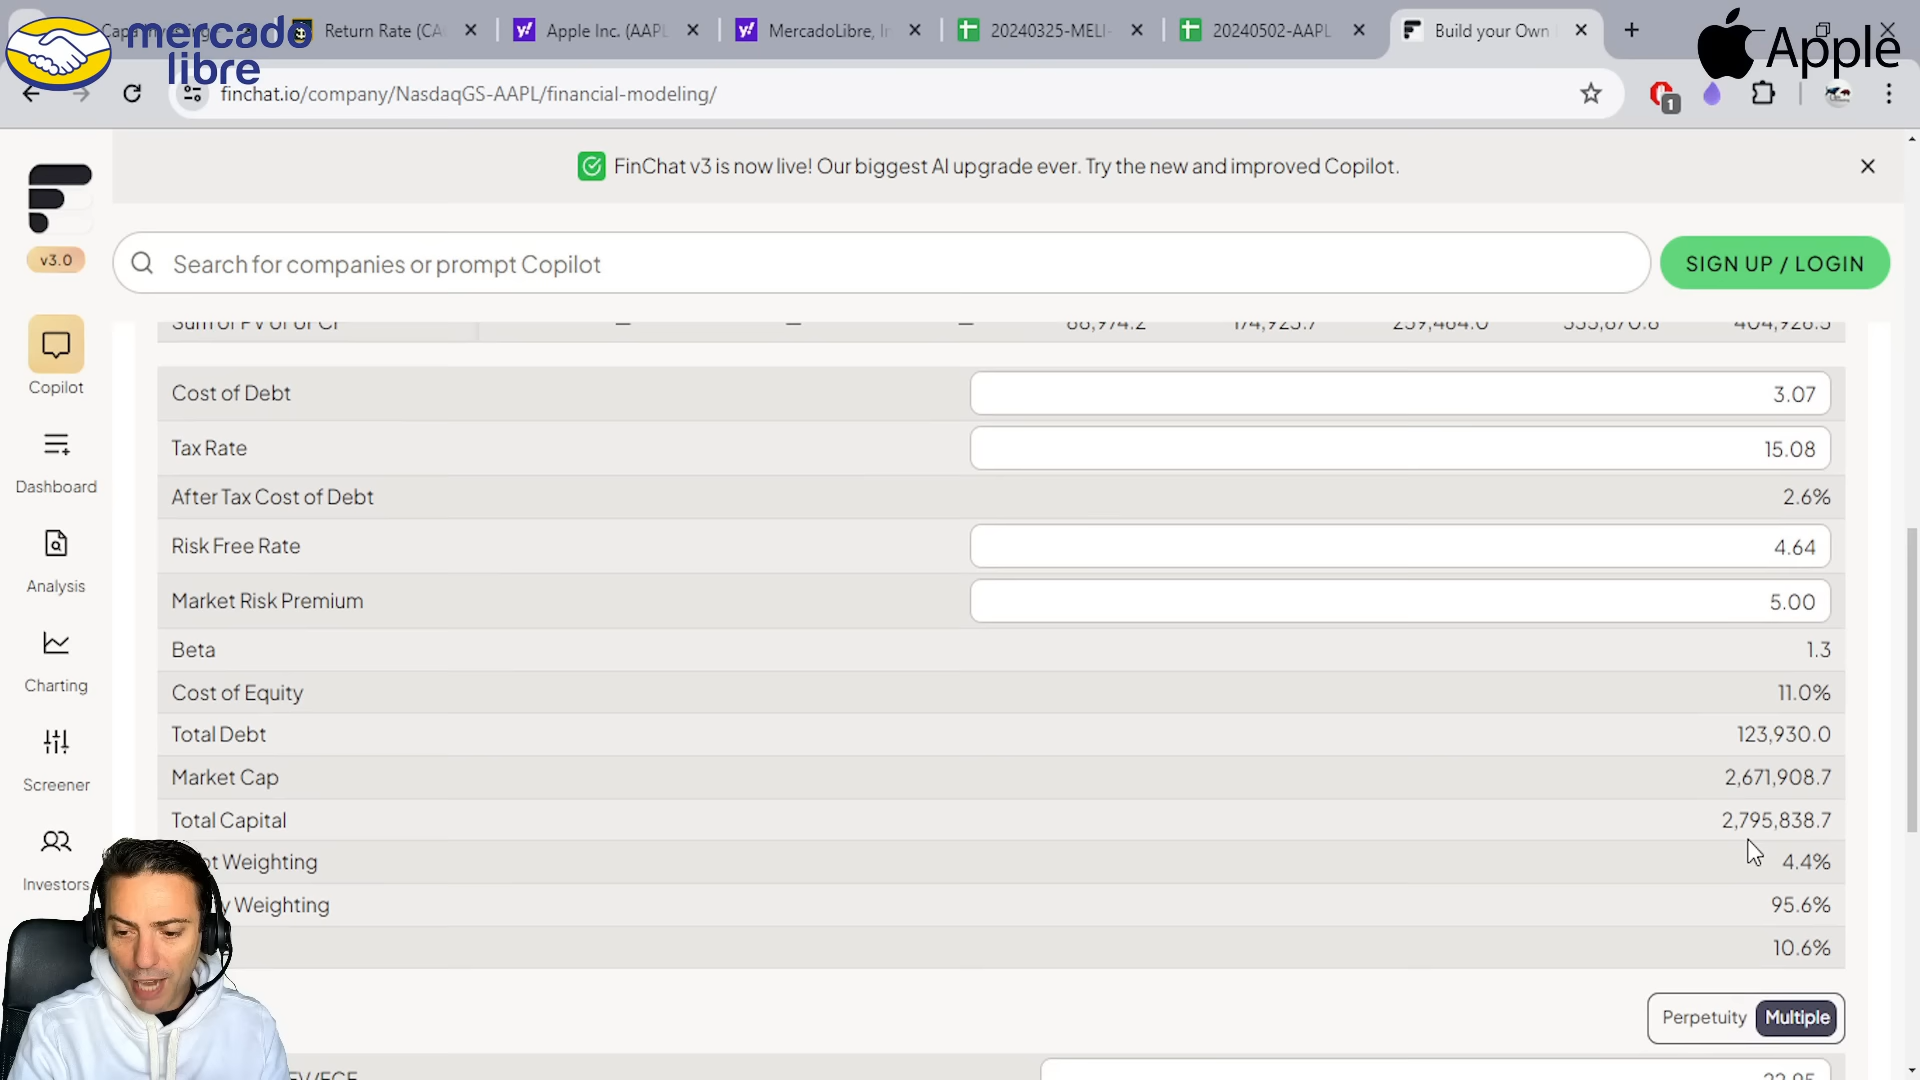 mercado
libre
Return Rate (CA
Apple Inc. (AAPL
MercadoLibre, In
20240325-MELI-
20240502-AAPL
Build your Own
Apple
finchat.io/company/NasdaqGS-AAPL/financial-modeling/
1
FinChat v3 is now live! Our biggest AI upgrade ever. Try the new and improved Copilot.
v3.0
Search for companies or prompt Copilot
SIGN UP / LOGIN
Copilot
Dashboard
Analysis
Charting
Screener
Investors
Cost of Debt 3.07
Tax Rate 15.08
After Tax Cost of Debt 2.6%
Risk Free Rate 4.64
Market Risk Premium 5.00
Beta 1.3
Cost of Equity 11.0%
Total Debt 123,930.0
Market Cap 2,671,908.7
Total Capital 2,795,838.7
Weighting 4.4%
Weighting 95.6%
10.6%
Perpetuity Multiple